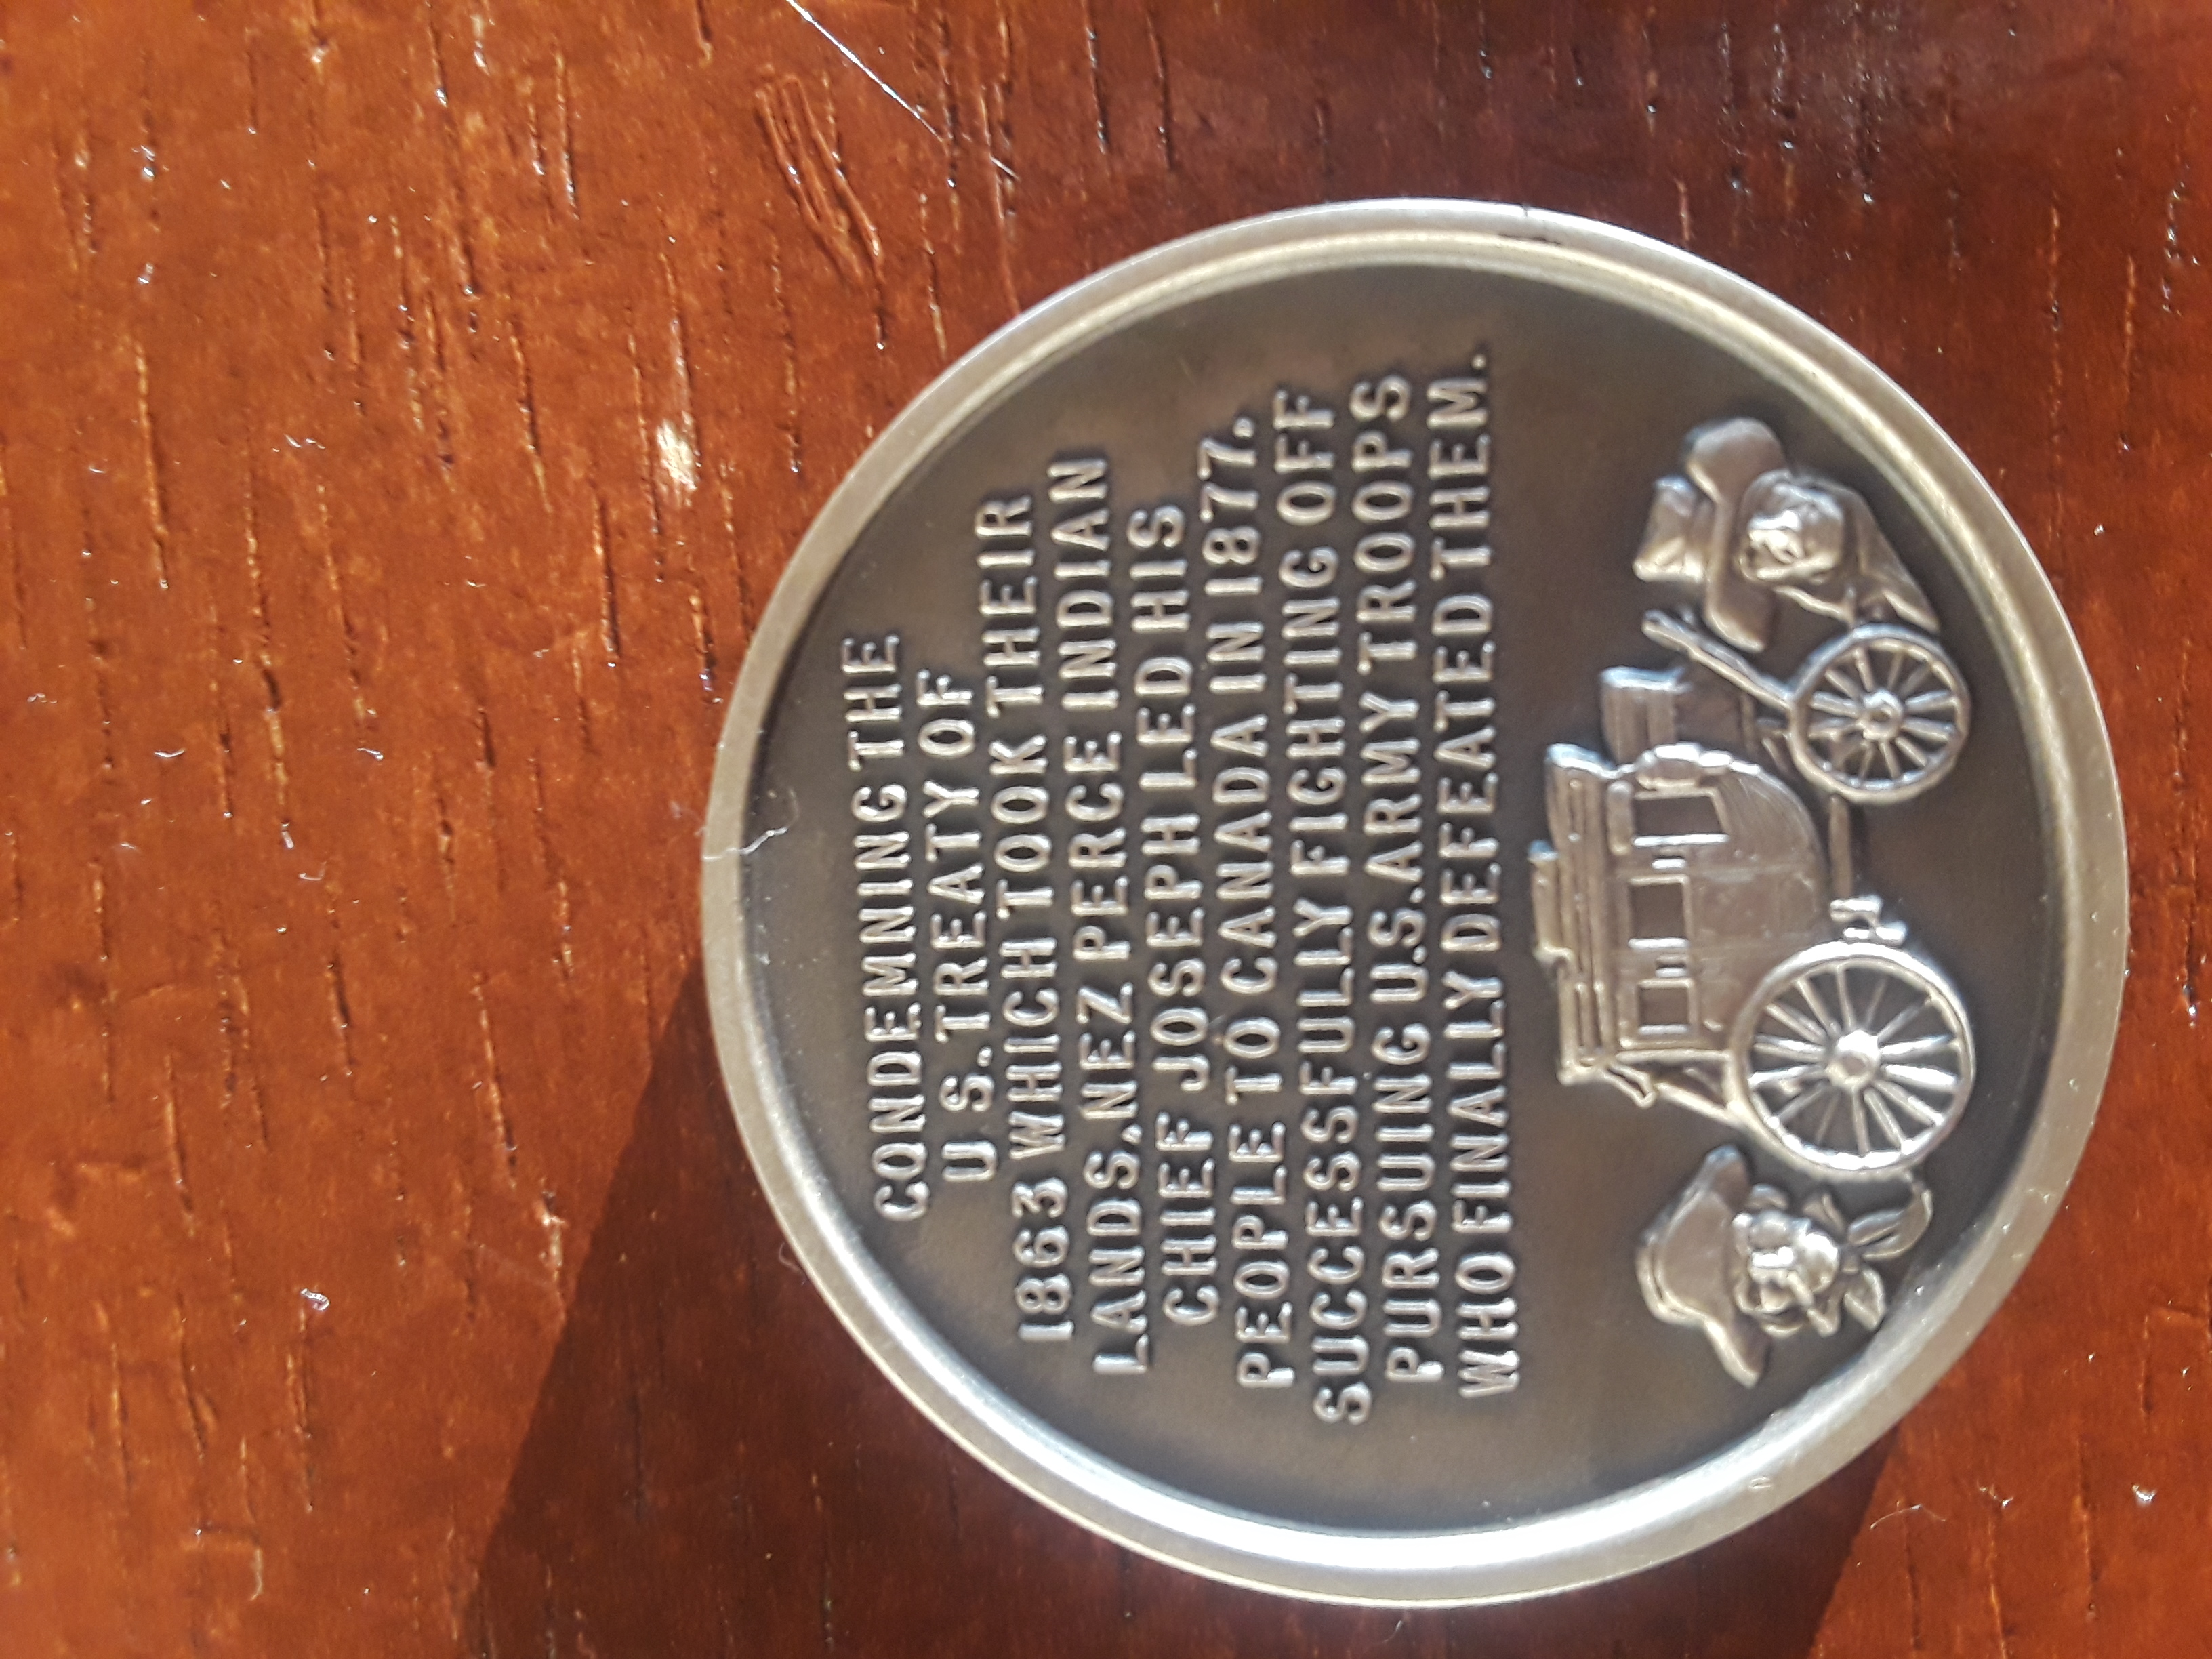 CONDEMNING THE
U.S. TREATY OF
1863 WHICH TOOK THEIR
LANDS, NEZ PERCE INDIAN
CHIEF JOSEPH LED HIS
PEOPLE TO CANADA IN 1877.
SUCCESSFULLY FIGHTING OFF
PURSUING U.S. ARMY TROOPS
WHO FINALLY DEFEATED THEM.